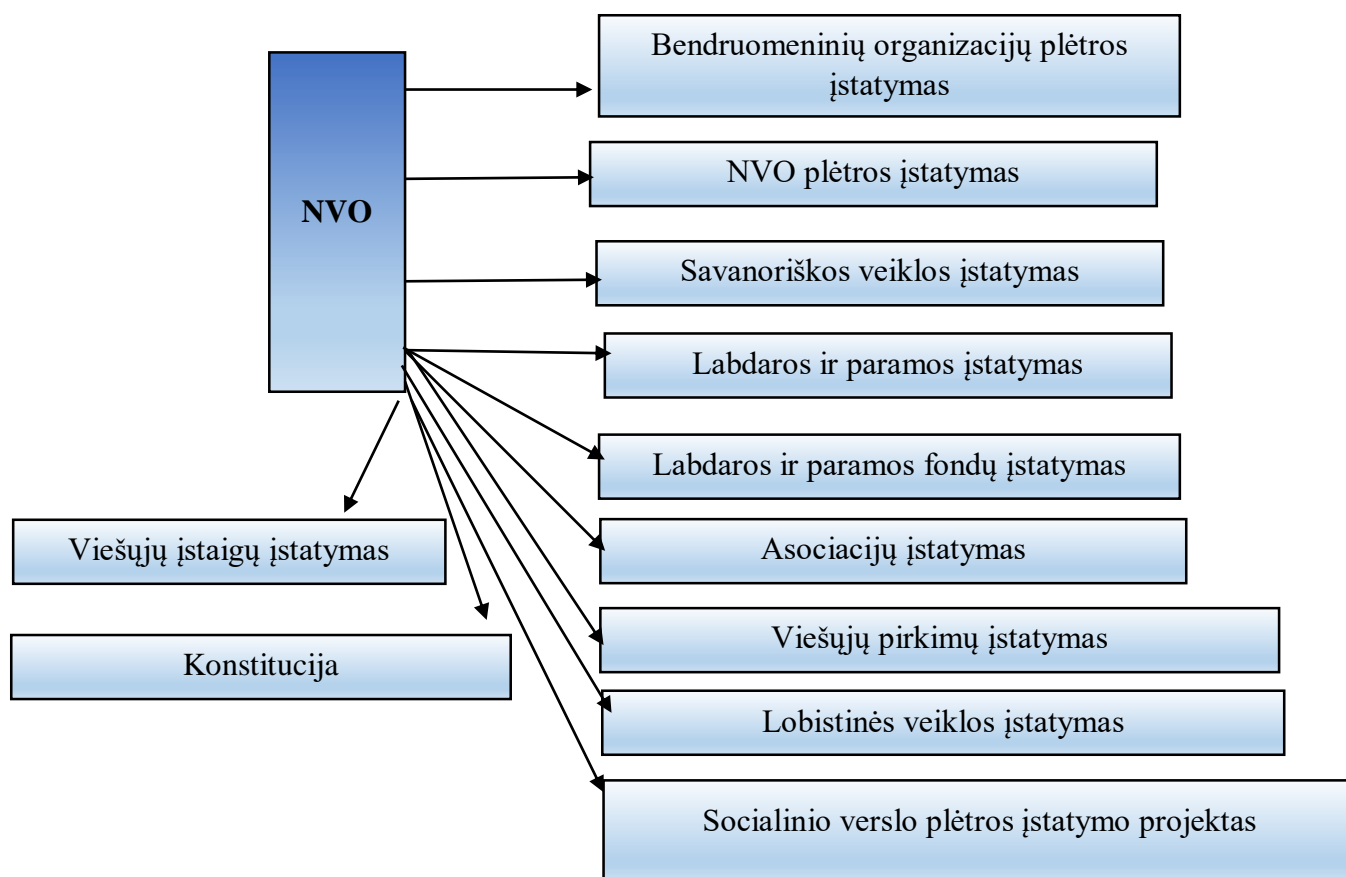 Bendruomeninių organizacijų plėtros
įstatymas
NVO
NVO plėtros įstatymas
Savanoriškos veiklos įstatymas
Labdaros ir paramos įstatymas
Labdaros ir paramos fondų įstatymas
Viešųjų įstaigų įstatymas
Asociacijų įstatymas
Konstitucija
Viešųjų pirkimų įstatymas
Lobistinės veiklos įstatymas
Socialinio verslo plėtros įstatymo projektas